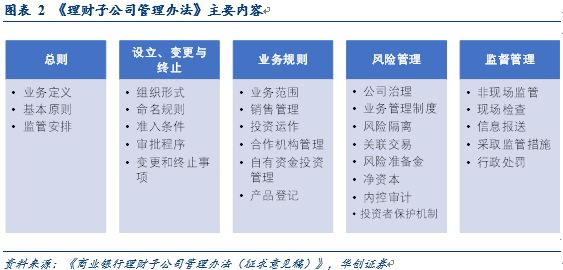 图表 2 《理财子公司管理办法》主要内容
总则
• 业务定义
• 基本原则
• 监管安排
设立、变更与
终止
• 组织形式
• 命名规则
• 准入条件
• 审批程序
• 变更和终止事
项
业务规则
• 业务范围
• 销售管理
• 投资运作
• 合作机构管理
• 自有资金投资
管理
• 产品登记
风险管理
• 公司治理
• 业务管理制度
• 风险隔离
• 关联交易
• 风险准备金
• 净资本
• 内控审计
• 投资者保护机制
监督管理
• 非现场监管
• 现场检查
• 信息报送
• 采取监管措施
• 行政处罚
资料来源：《商业银行理财子公司管理办法（征求意见稿）》，华创证券